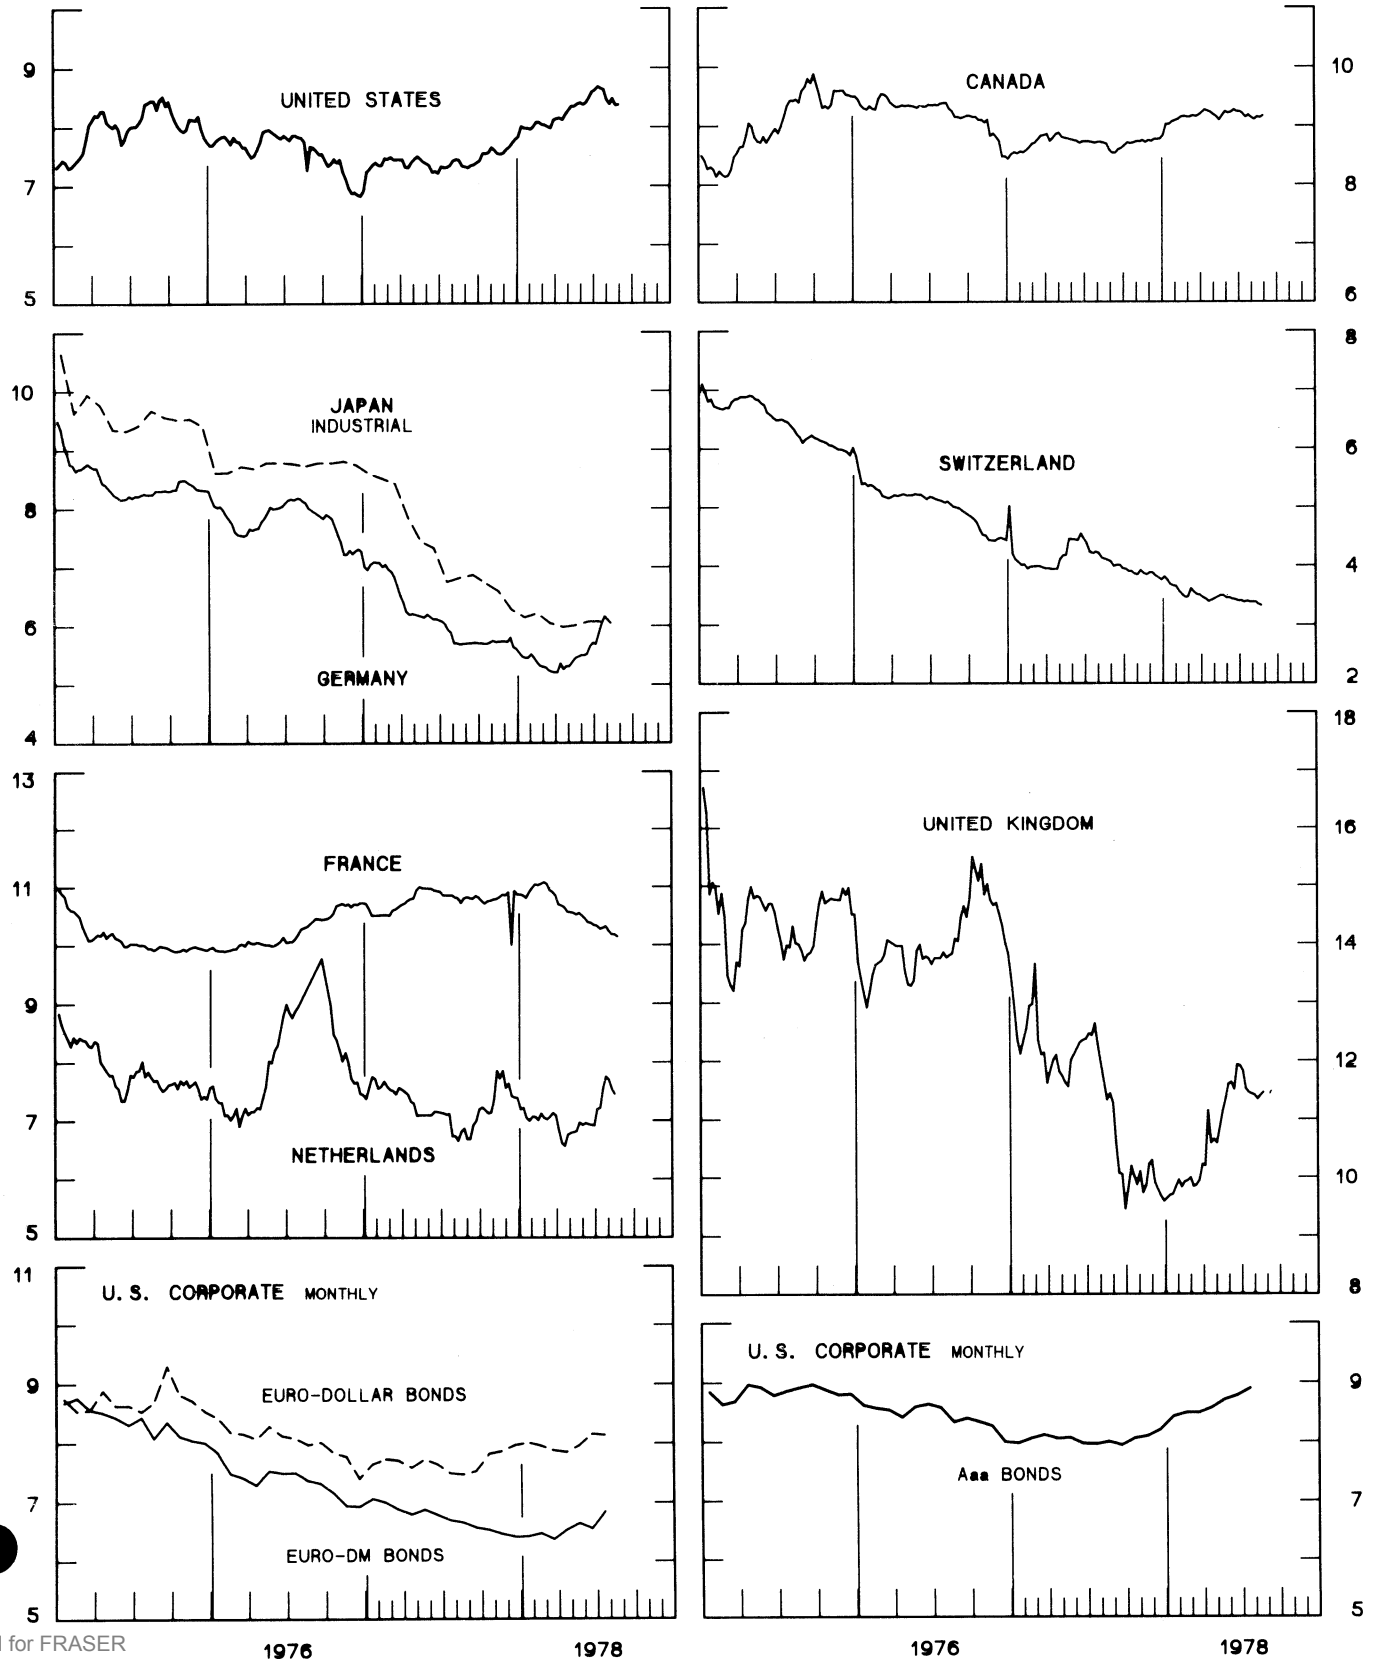 9
7
5
UNITED STATES
10
8
6
CANADA
10
8
6
4
JAPAN
INDUSTRIAL
GERMANY
8
6
4
2
SWITZERLAND
13
11
9
7
5
FRANCE
NETHERLANDS
18
16
14
12
10
8
UNITED KINGDOM
11
9
7
5
U. S. CORPORATE MONTHLY
EURO-DOLLAR BONDS
EURO-DM BONDS
9
7
5
U. S. CORPORATE MONTHLY
Aaa BONDS
for FRASER
1976
1978
1976
1978